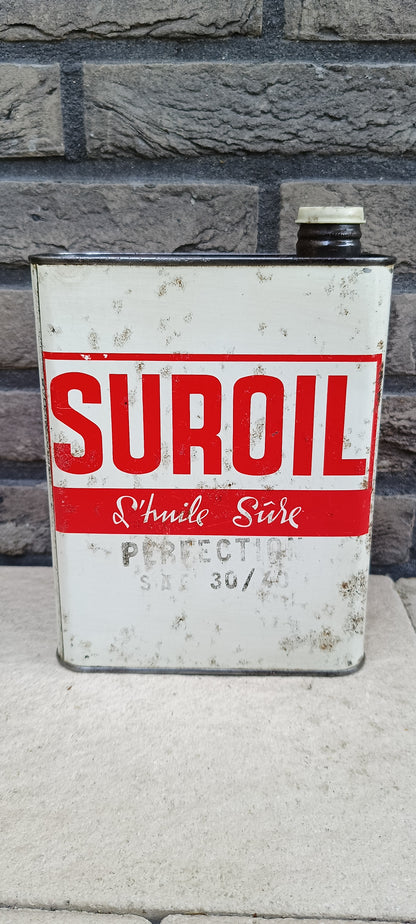 SUROIL
L'huile Sûre
PERFECTION
SAE 30/40